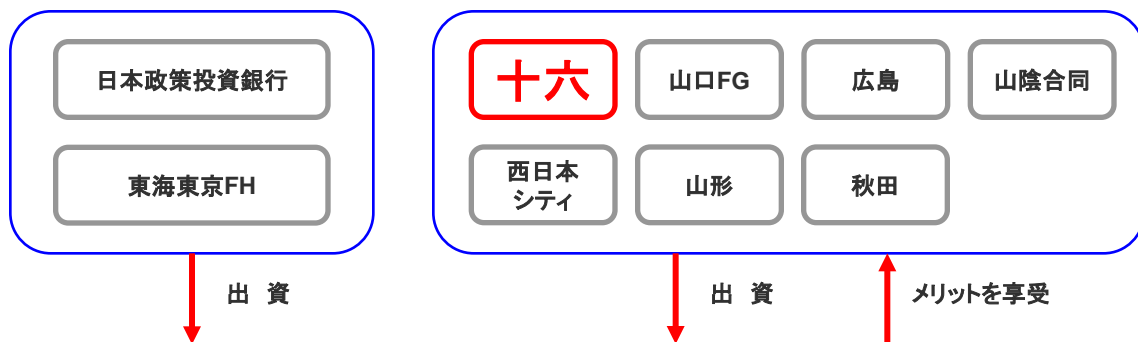 日本政策投資銀行
東海東京FH
十六
山口FG
広島
山陰合同
西日本
シティ
山形
秋田
出 資
出 資
メリットを享受